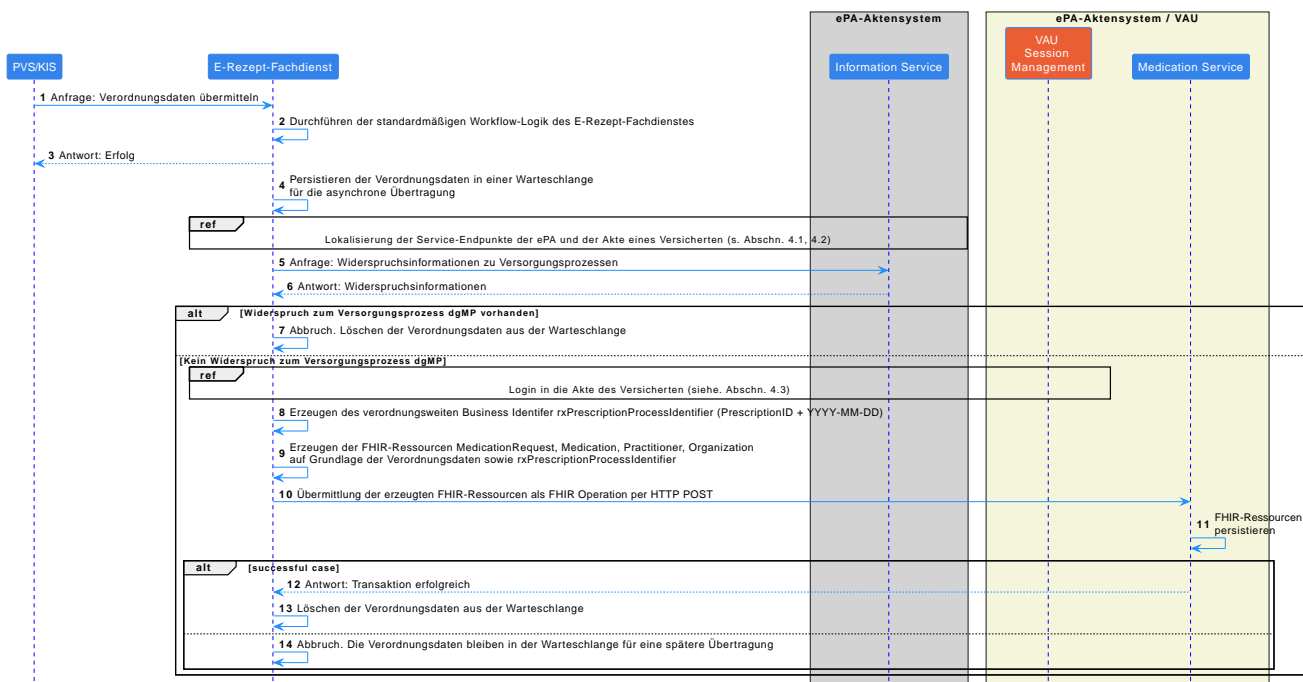 ePA-Aktensystem
ePA-Aktensystem / VAU
PVS/KIS
E-Rezept-Fachdienst
Information Service
VAU
Session
Management
Medication Service
1 Anfrage: Verordnungsdaten übermitteln
2 Durchführen der standardmäßigen Workflow-Logik des E-Rezept-Fachdienstes
3 Antwort: Erfolg
4 Persistieren der Verordnungsdaten in einer Warteschlange
für die asynchrone Übertragung
ref
Lokalisierung der Service-Endpunkte der ePA und der Akte eines Versicherten (s. Abschn. 4.1, 4.2)
5 Anfrage: Widerspruchsinformationen zu Versorgungsprozessen
6 Antwort: Widerspruchsinformationen
alt [Widerspruch zum Versorgungsprozess dgMP vorhanden]
7 Abbruch. Löschen der Verordnungsdaten aus der Warteschlange
[Kein Widerspruch zum Versorgungsprozess dgMP]
ref
Login in die Akte des Versicherten (siehe. Abschn. 4.3)
8 Erzeugen des verordnungsweiten Business Identifer rxPrescriptionProcessIdentifier (PrescriptionID + YYYY-MM-DD)
9 Erzeugen der FHIR-Ressourcen MedicationRequest, Medication, Practitioner, Organization
auf Grundlage der Verordnungsdaten sowie rxPrescriptionProcessIdentifier
10 Übermittlung der erzeugten FHIR-Ressourcen als FHIR Operation per HTTP POST
11 FHIR-Ressourcen
persistieren
alt [successful case]
12 Antwort: Transaktion erfolgreich
13 Löschen der Verordnungsdaten aus der Warteschlange
14 Abbruch. Die Verordnungsdaten bleiben in der Warteschlange für eine spätere Übertragung